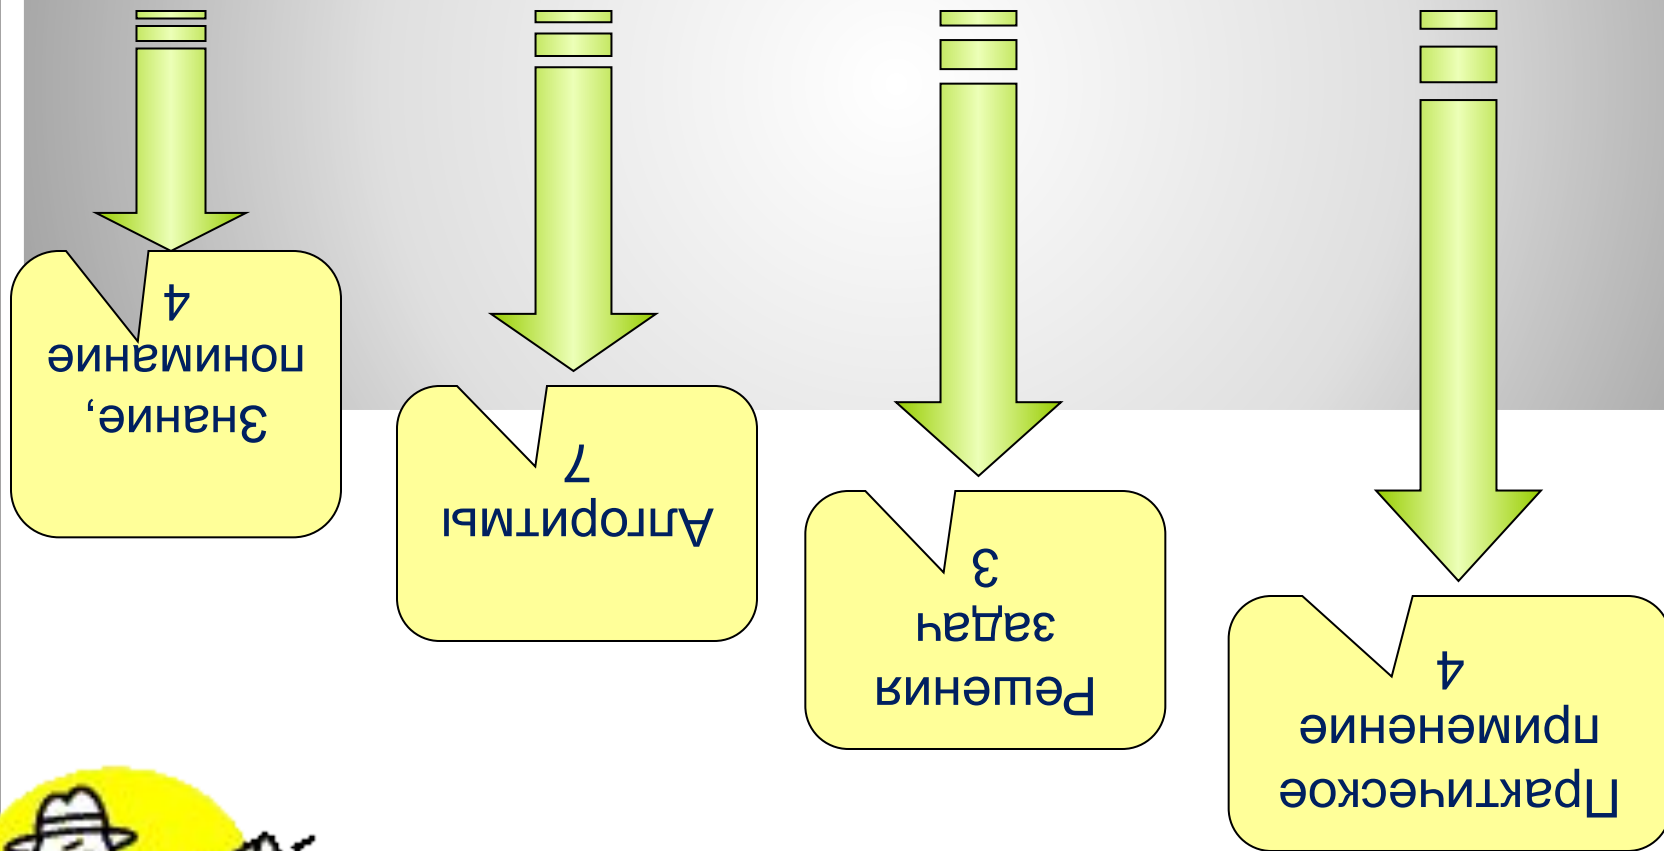 Знание,
понимание
4
Алгоритмы
7
Решения
задач
3
Практическое
применение
4